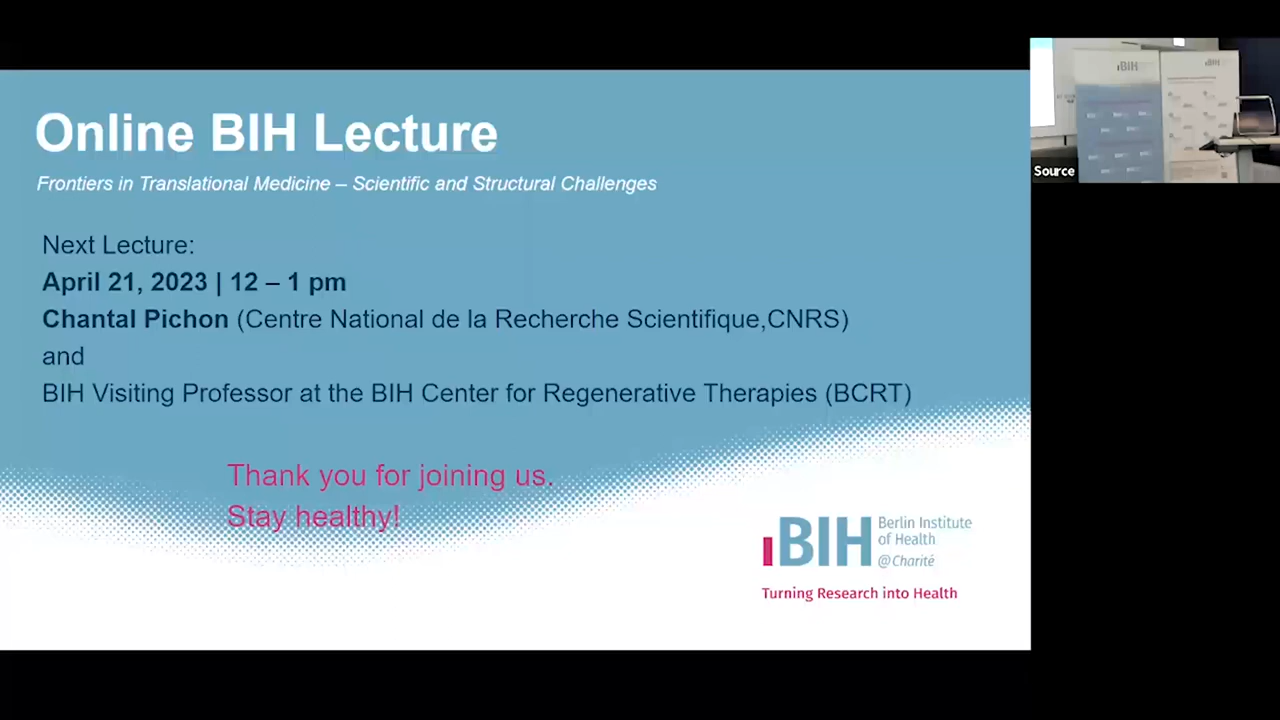 Online BIH Lecture
Frontiers in Translational Medicine – Scientific and Structural Challenges
Next Lecture:
April 21, 2023 | 12 – 1 pm
Chantal Pichon (Centre National de la Recherche Scientifique,CNRS)
and
BIH Visiting Professor at the BIH Center for Regenerative Therapies (BCRT)
Thank you for joining us.
Stay healthy!
BIH Berlin Institute
of Health
@Charité
Turning Research into Health
BIH
BIH
Source